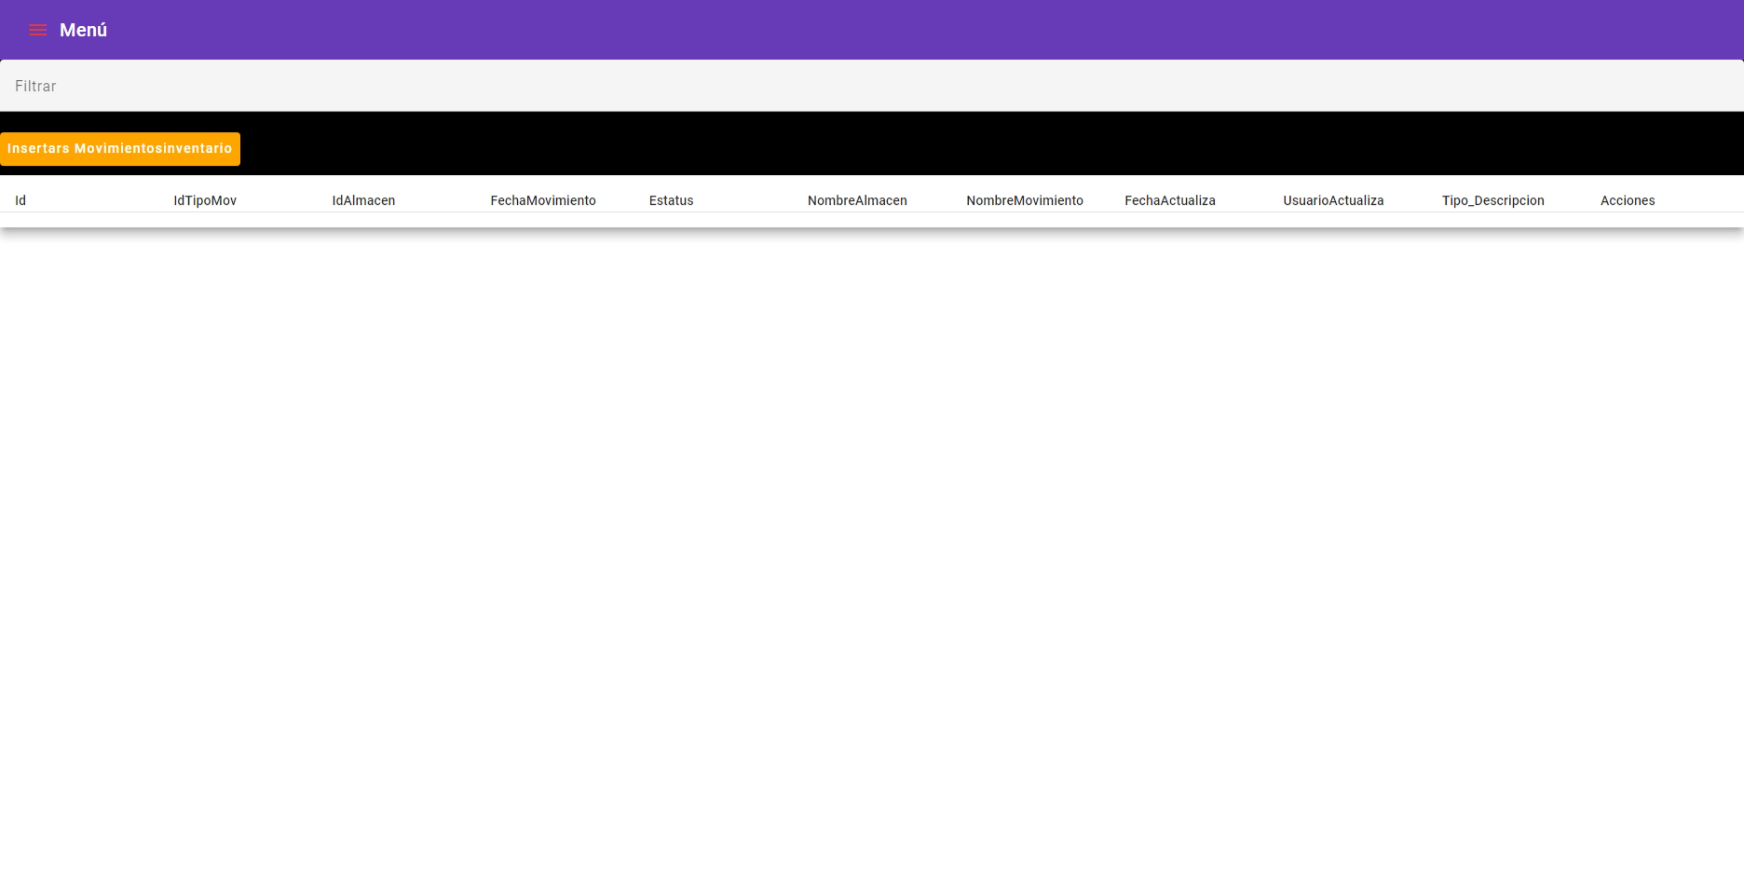 Menú
Filtrar
Insertars Movimientosinventario
Id IdTipoMov IdAlmacen FechaMovimiento Estatus NombreAlmacen NombreMovimiento FechaActualiza UsuarioActualiza Tipo_Descripcion Acciones